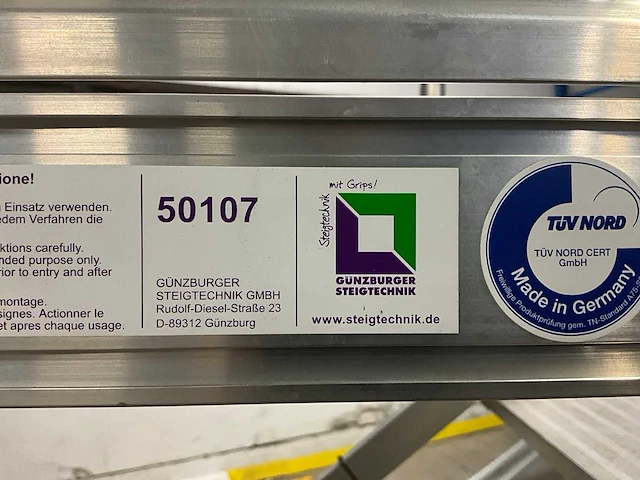 ione!
Einsatz verwenden.
edem Verfahren die
ktions carefully.
nded purpose only.
rior to entry and after
montage.
signes. Actionner le
et apres chaque usage.
50107
GÜNZBURGER
STEIGTECHNIK GMBH
Rudolf-Diesel-Straße 23
D-89312 Günzburg
mit Grips!
Steigtechnik
GÜNZBURGER
STEIGTECHNIK
www.steigtechnik.de
TÜV NORD
TÜV NORD CERT
GmbH
Made in Germany
Freiwillige Produktprüfung gem. TN-Standard A75-